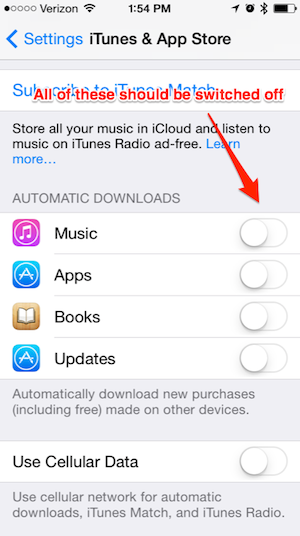 Verizon 1:54 PM
Settings iTunes & App Store
Subscribe to iTunes Match
All of these should be switched off
Store all your music in iCloud and listen to
music on iTunes Radio ad-free. Learn
more...
AUTOMATIC DOWNLOADS
Music
Apps
Books
Updates
Automatically download new purchases
(including free) made on other devices.
Use Cellular Data
Use cellular network for automatic
downloads, iTunes Match, and iTunes Radio.